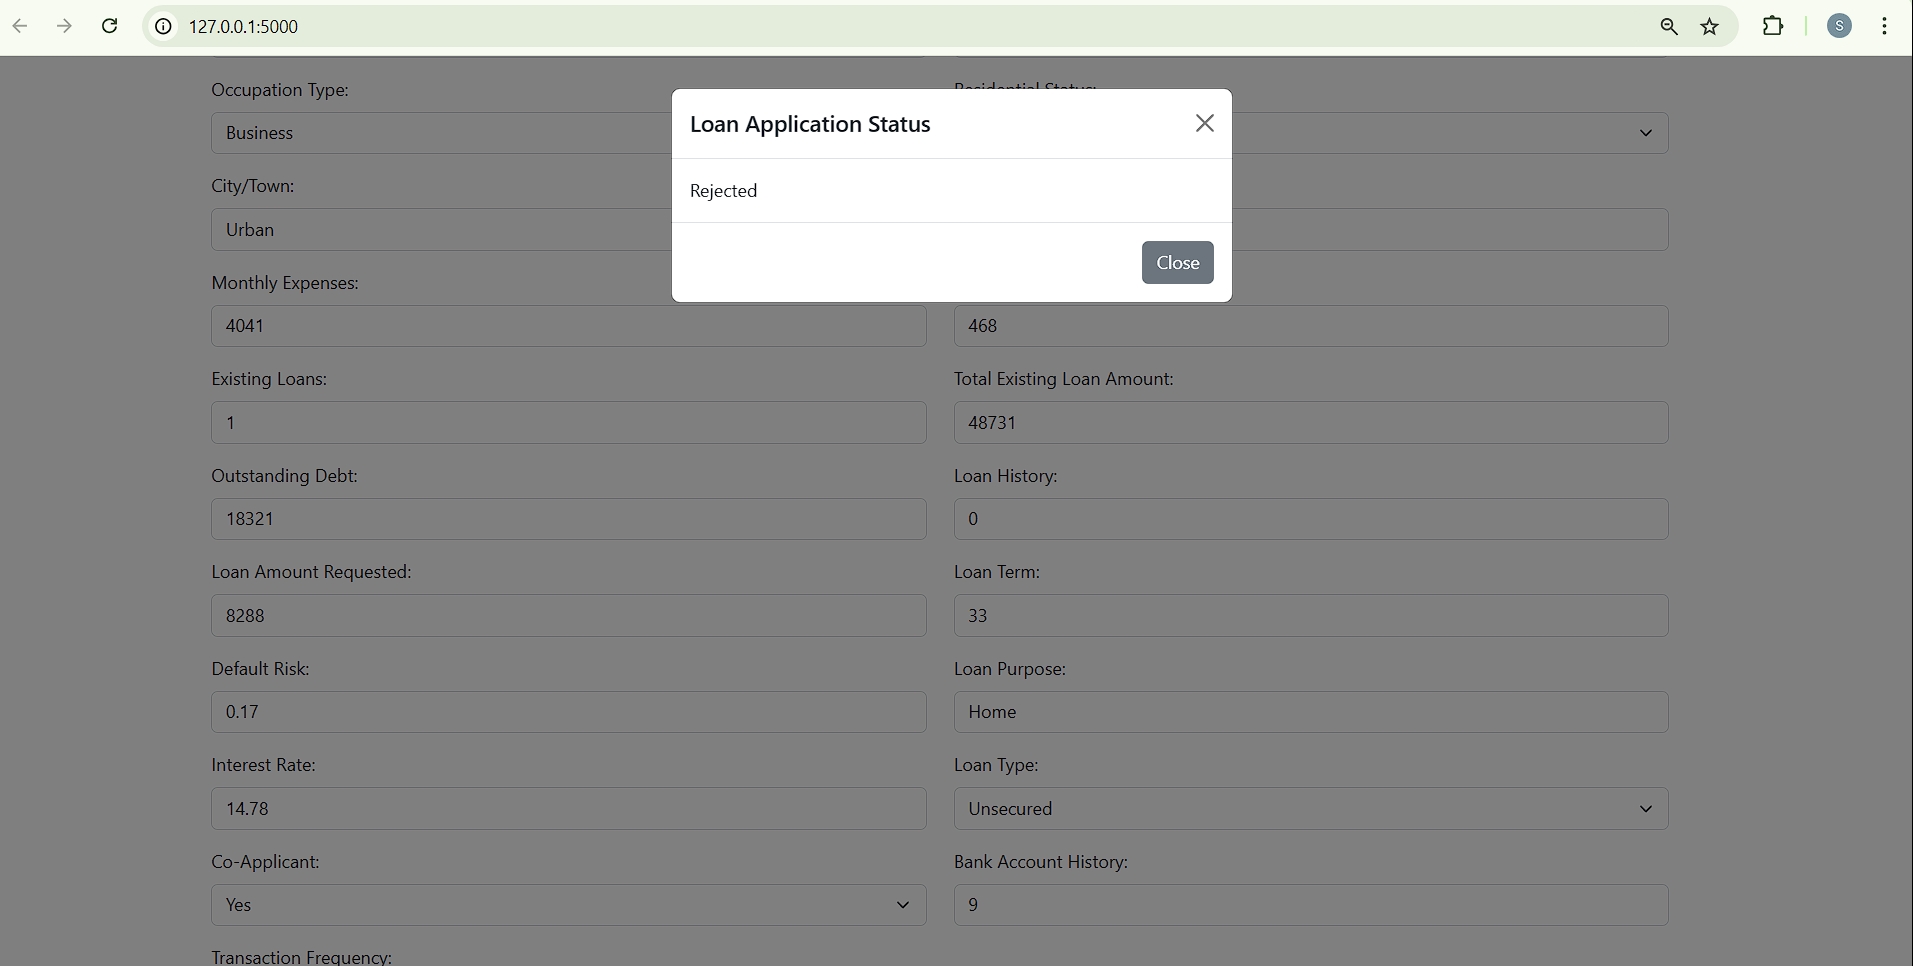 127.0.0.1:5000
S
Occupation Type:
Business
City/Town:
Urban
Loan Application Status
Rejected
Close
Monthly Expenses:
4041
468
Existing Loans:
Total Existing Loan Amount:
1
48731
Outstanding Debt:
Loan History:
18321
0
Loan Amount Requested:
Loan Term:
8288
33
Default Risk:
Loan Purpose:
0.17
Home
Interest Rate:
Loan Type:
14.78
Unsecured
Co-Applicant:
Bank Account History:
Yes
9
Transaction Frequency: